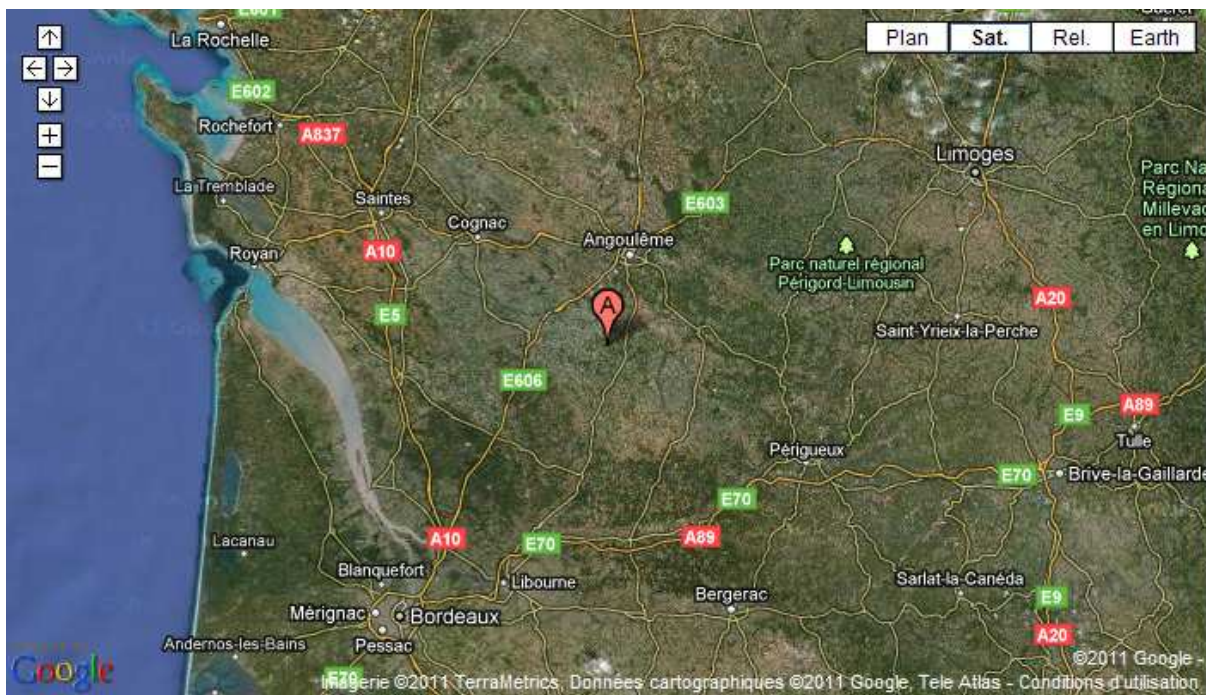 La Rochelle
Plan
Sat.
Rel.
Earth
E602
Rochefort
A837
Limoges
Parc Na
Régiona
Millevac
en Limo
La Tremblade
Saintes
Cognac
E603
Angoulême
A10
Royan
Parc naturel régional
Périgord-Limousin
A
A20
E5
Saint-Yrieix-la-Perche
E606
A89
E9
Tulle
Périgueux
E70
Brive-la-Gaillarde
E70
Lacanau
A10
E70
A89
Blanquefort
Libourne
Sarlat-la-Canéda
Bergerac
E9
Mérignac
Bordeaux
Pessac
A20
Andernos-les-Bains
©2011 Google -
Google
E70
Imagerie ©2011 TerraMetrics, Données cartographiques ©2011 Google, Tele Atlas - Conditions d'utilisation